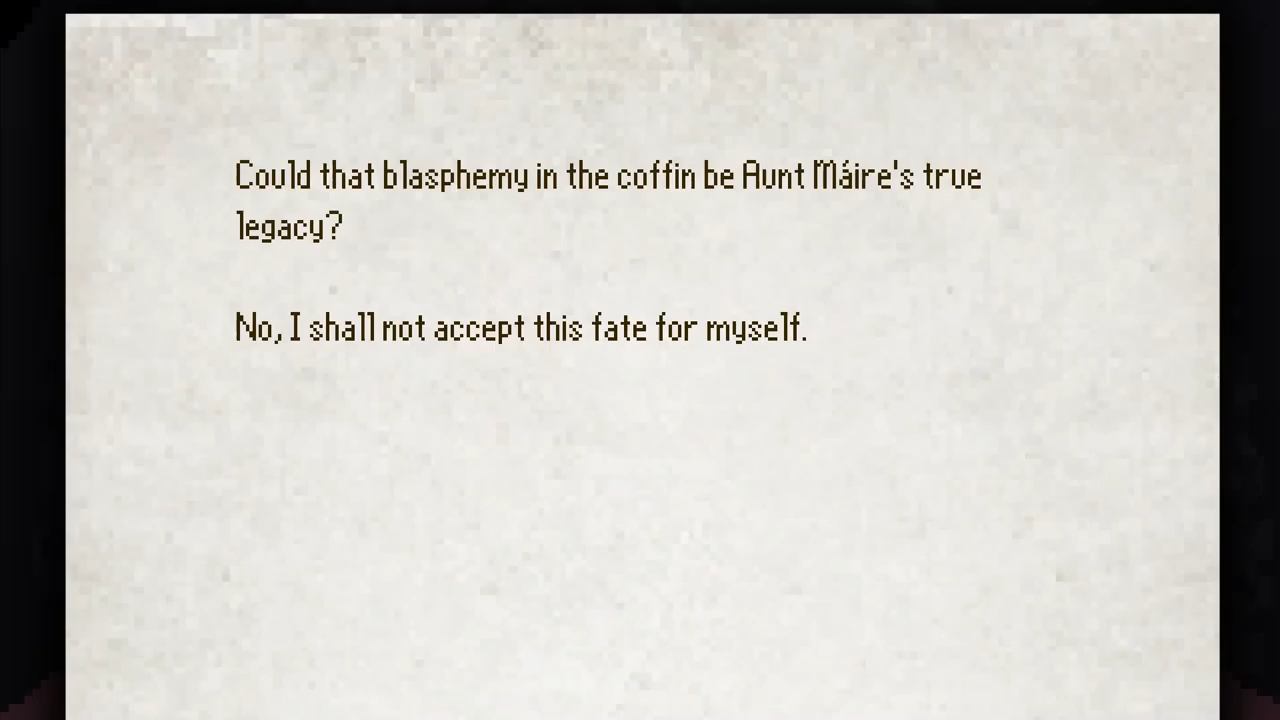 Could that blasphemy in the coffin be Aunt Máire's true
legacy?
No, I shall not accept this fate for myself.